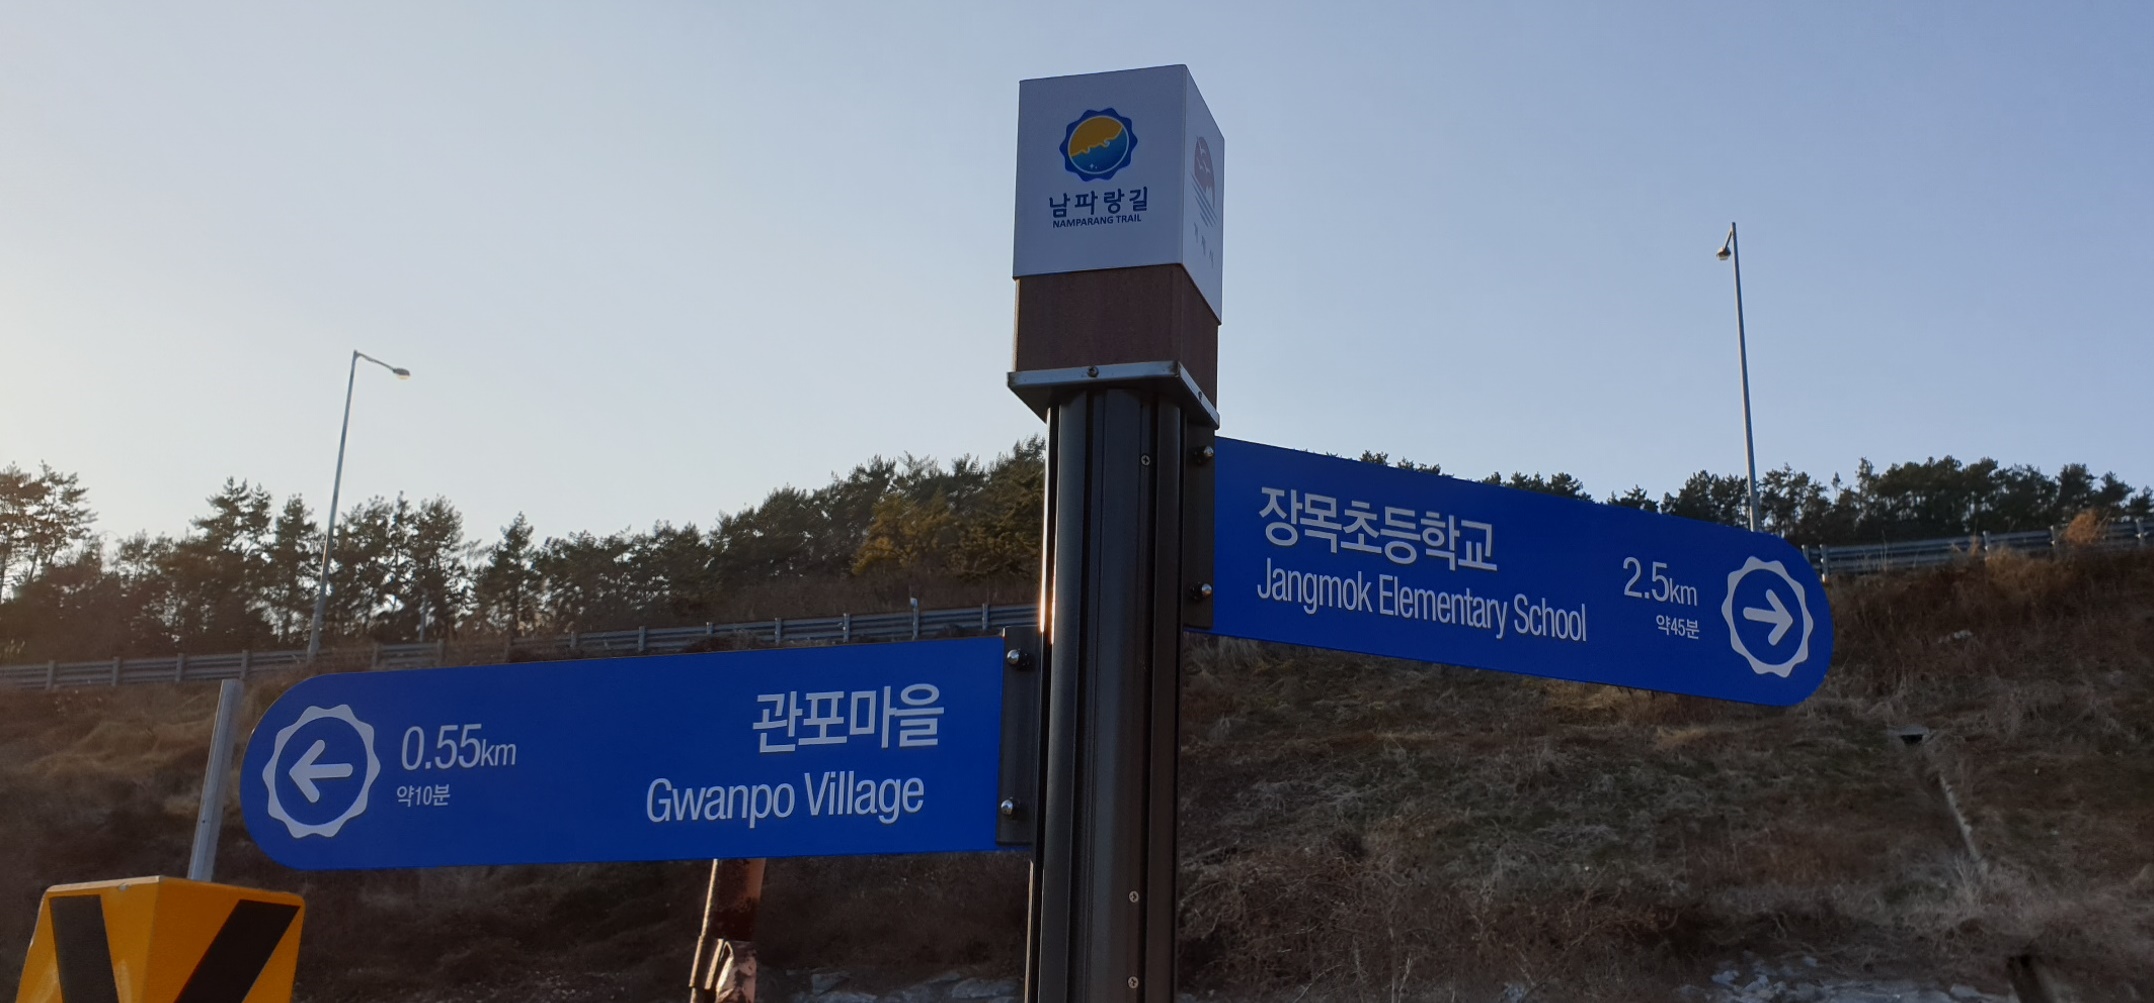 남파랑길
NAMPARANG TRAIL
장목초등학교
Jangmok Elementary School
2.5km
약45분
0.55km
약10분
관포마을
Gwanpo Village